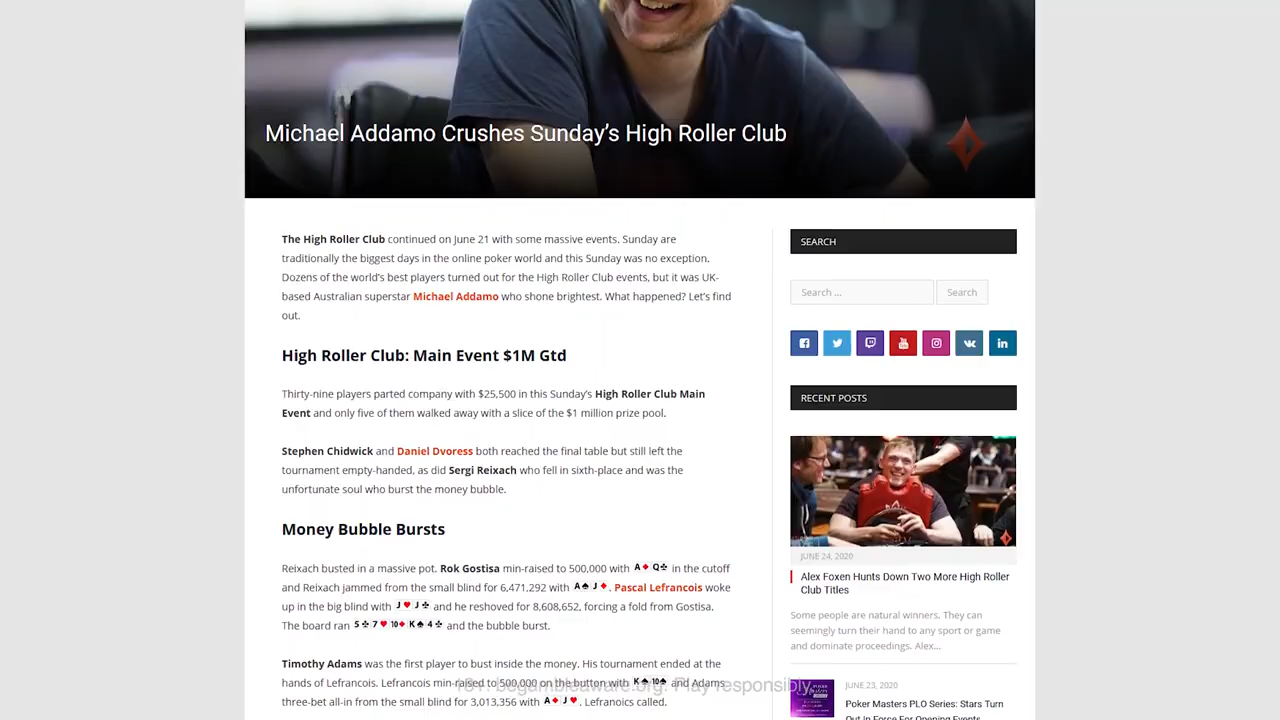 Michael Addamo Crushes Sunday's High Roller Club
The High Roller Club continued on June 21 with some massive events. Sunday are
traditionally the biggest days in the online poker world and this Sunday was no exception.
Dozens of the world's best players turned out for the High Roller Club events, but it was UK-
based Australian superstar Michael Addamo who shone brightest. What happened? Let's find
out.
High Roller Club: Main Event $1M Gtd
Thirty-nine players parted company with $25,500 in this Sunday's High Roller Club Main
Event and only five of them walked away with a slice of the $1 million prize pool.
Stephen Chidwick and Daniel Dvoress both reached the final table but still left the
tournament empty-handed, as did Sergi Reixach who fell in sixth-place and was the
unfortunate soul who burst the money bubble.
Money Bubble Bursts
Reixach busted in a massive pot. Rok Gostisa min-raised to 500,000 with A♦ Q♣ in the cutoff
and Reixach jammed from the small blind for 6,471,292 with A♠ J♦. Pascal Lefrancois woke
up in the big blind with J♥ J♣ and he reshoved for 8,608,652, forcing a fold from Gostisa.
The board ran 5♣ 7♥ 10♦ K♠ 4♣ and the bubble burst.
Timothy Adams was the first player to bust inside the money. His tournament ended at the
hands of Lefrancois. Lefrancois min-raised to 500,000 on the button with K♠ 10♠ and Adams
three-bet all-in from the small blind for 3,013,356 with A♦ J♥. Lefranoics called.
18+. begambleaware.org. Play responsibly.
SEARCH
Search ...
Search
RECENT POSTS
JUNE 24, 2020
Alex Foxen Hunts Down Two More High Roller
Club Titles
Some people are natural winners. They can
seemingly turn their hand to any sport or game
and dominate proceedings. Alex...
JUNE 23, 2020
Poker Masters PLO Series: Stars Turn
Out In Force For Opening Events